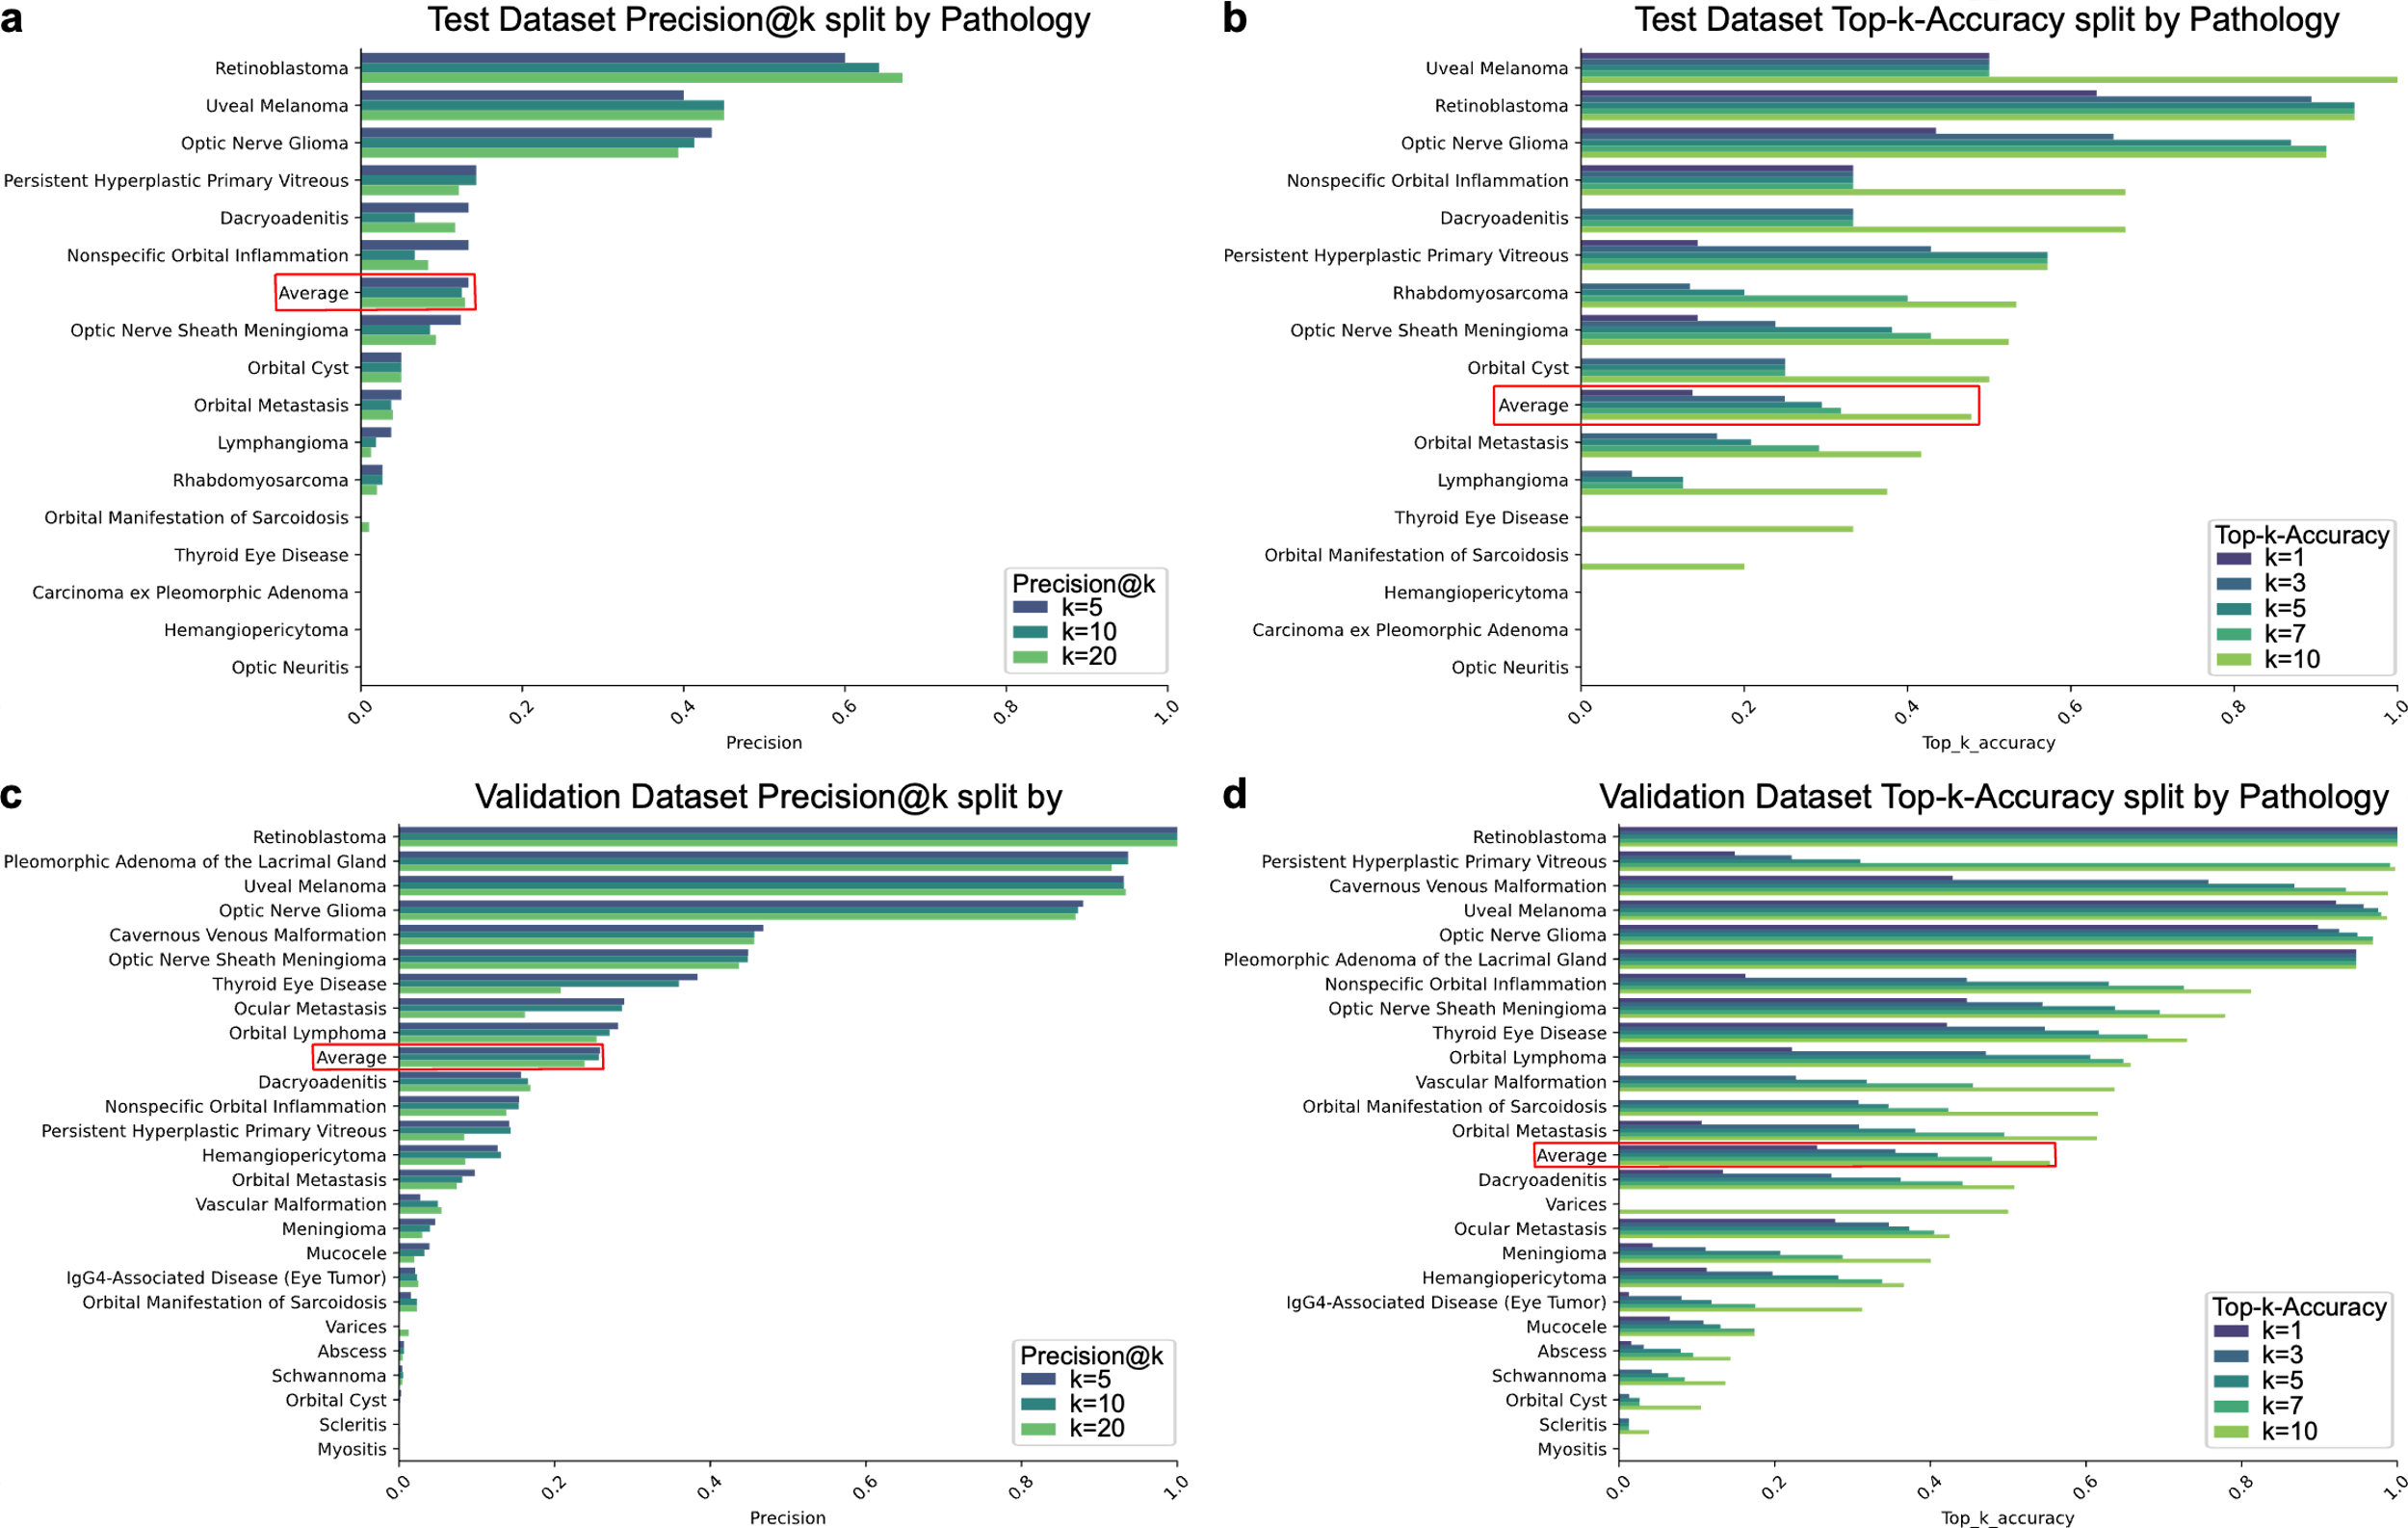 a
Test Dataset Precision@k split by Pathology
Retinoblastoma
Uveal Melanoma
Optic Nerve Glioma
Persistent Hyperplastic Primary Vitreous
Dacryoadenitis
Nonspecific Orbital Inflammation
Average
Optic Nerve Sheath Meningioma
Orbital Cyst
Orbital Metastasis
Lymphangioma
Rhabdomyosarcoma
Orbital Manifestation of Sarcoidosis
Thyroid Eye Disease
Carcinoma ex Pleomorphic Adenoma
Hemangiopericytoma
Optic Neuritis
Precision@k
k=5
k=10
k=20
0.0
0.2
0.4
0.6
0.8
1.0
Precision
b
Test Dataset Top-k-Accuracy split by Pathology
Uveal Melanoma
Retinoblastoma
Optic Nerve Glioma
Nonspecific Orbital Inflammation
Dacryoadenitis
Persistent Hyperplastic Primary Vitreous
Rhabdomyosarcoma
Optic Nerve Sheath Meningioma
Orbital Cyst
Average
Orbital Metastasis
Lymphangioma
Thyroid Eye Disease
Orbital Manifestation of Sarcoidosis
Hemangiopericytoma
Carcinoma ex Pleomorphic Adenoma
Optic Neuritis
Top-k-Accuracy
k=1
k=3
k=5
k=7
k=10
0.0
0.2
0.4
0.6
0.8
1.0
Top_k_accuracy
c
Validation Dataset Precision@k split by
Retinoblastoma
Pleomorphic Adenoma of the Lacrimal Gland
Uveal Melanoma
Optic Nerve Glioma
Cavernous Venous Malformation
Optic Nerve Sheath Meningioma
Thyroid Eye Disease
Ocular Metastasis
Orbital Lymphoma
Average
Dacryoadenitis
Nonspecific Orbital Inflammation
Persistent Hyperplastic Primary Vitreous
Hemangiopericytoma
Orbital Metastasis
Vascular Malformation
Meningioma
Mucocele
IgG4-Associated Disease (Eye Tumor)
Orbital Manifestation of Sarcoidosis
Varices
Abscess
Schwannoma
Orbital Cyst
Scleritis
Myositis
Precision@k
k=5
k=10
k=20
0.0
0.2
0.4
0.6
0.8
1.0
Precision
d
Validation Dataset Top-k-Accuracy split by Pathology
Retinoblastoma
Persistent Hyperplastic Primary Vitreous
Cavernous Venous Malformation
Uveal Melanoma
Optic Nerve Glioma
Pleomorphic Adenoma of the Lacrimal Gland
Nonspecific Orbital Inflammation
Optic Nerve Sheath Meningioma
Thyroid Eye Disease
Orbital Lymphoma
Vascular Malformation
Orbital Manifestation of Sarcoidosis
Orbital Metastasis
Average
Dacryoadenitis
Varices
Ocular Metastasis
Meningioma
Hemangiopericytoma
IgG4-Associated Disease (Eye Tumor)
Mucocele
Abscess
Schwannoma
Orbital Cyst
Scleritis
Myositis
Top-k-Accuracy
k=1
k=3
k=5
k=7
k=10
0.0
0.2
0.4
0.6
0.8
1.0
Top_k_accuracy